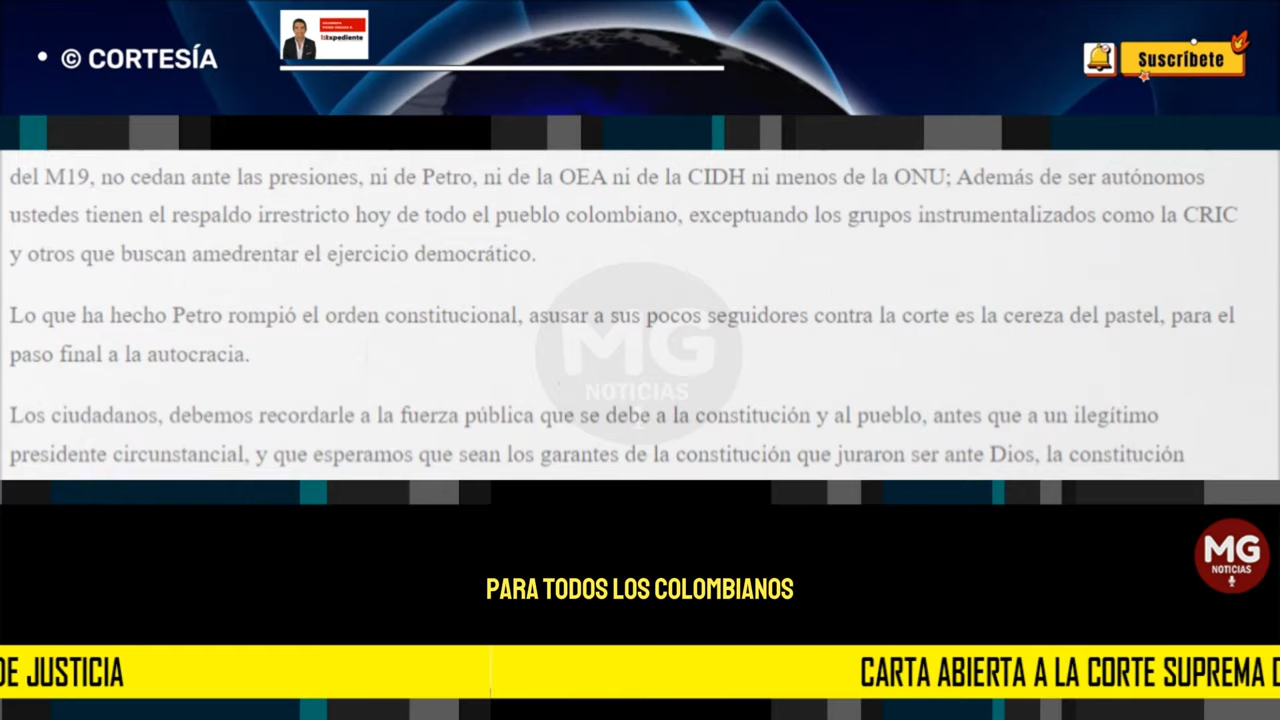 • © CORTESÍA
Expediente
Suscríbete
del M19, no cedan ante las presiones, ni de Petro, ni de la OEA ni de la CIDH ni menos de la ONU; Además de ser autónomos
ustedes tienen el respaldo irrestricto hoy de todo el pueblo colombiano, exceptuando los grupos instrumentalizados como la CRIC
y otros que buscan amedrentar el ejercicio democrático.
Lo que ha hecho Petro rompió el orden constitucional, asusar a sus pocos seguidores contra la corte es la cereza del pastel, para el
paso final a la autocracia.
MG
NOTICIAS
Los ciudadanos, debemos recordarle a la fuerza pública que se debe a la constitución y al pueblo, antes que a un ilegítimo
presidente circunstancial, y que esperamos que sean los garantes de la constitución que juraron ser ante Dios, la constitución
MG
NOTICIAS
PARA TODOS LOS COLOMBIANOS
DE JUSTICIA
CARTA ABIERTA A LA CORTE SUPREMA D